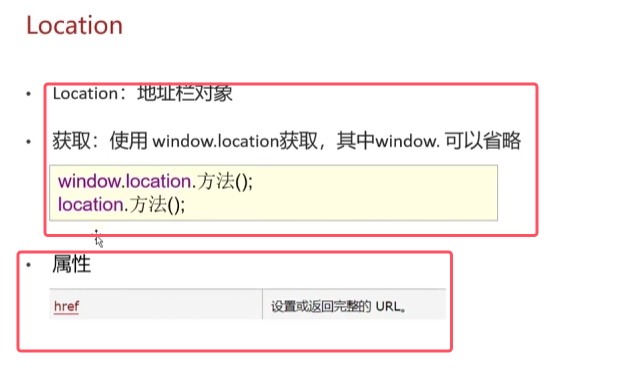 Location
• Location：地址栏对象
• 获取：使用 window.location获取，其中window. 可以省略
window.location.方法();
location.方法();
• 属性
href 设置或返回完整的 URL。